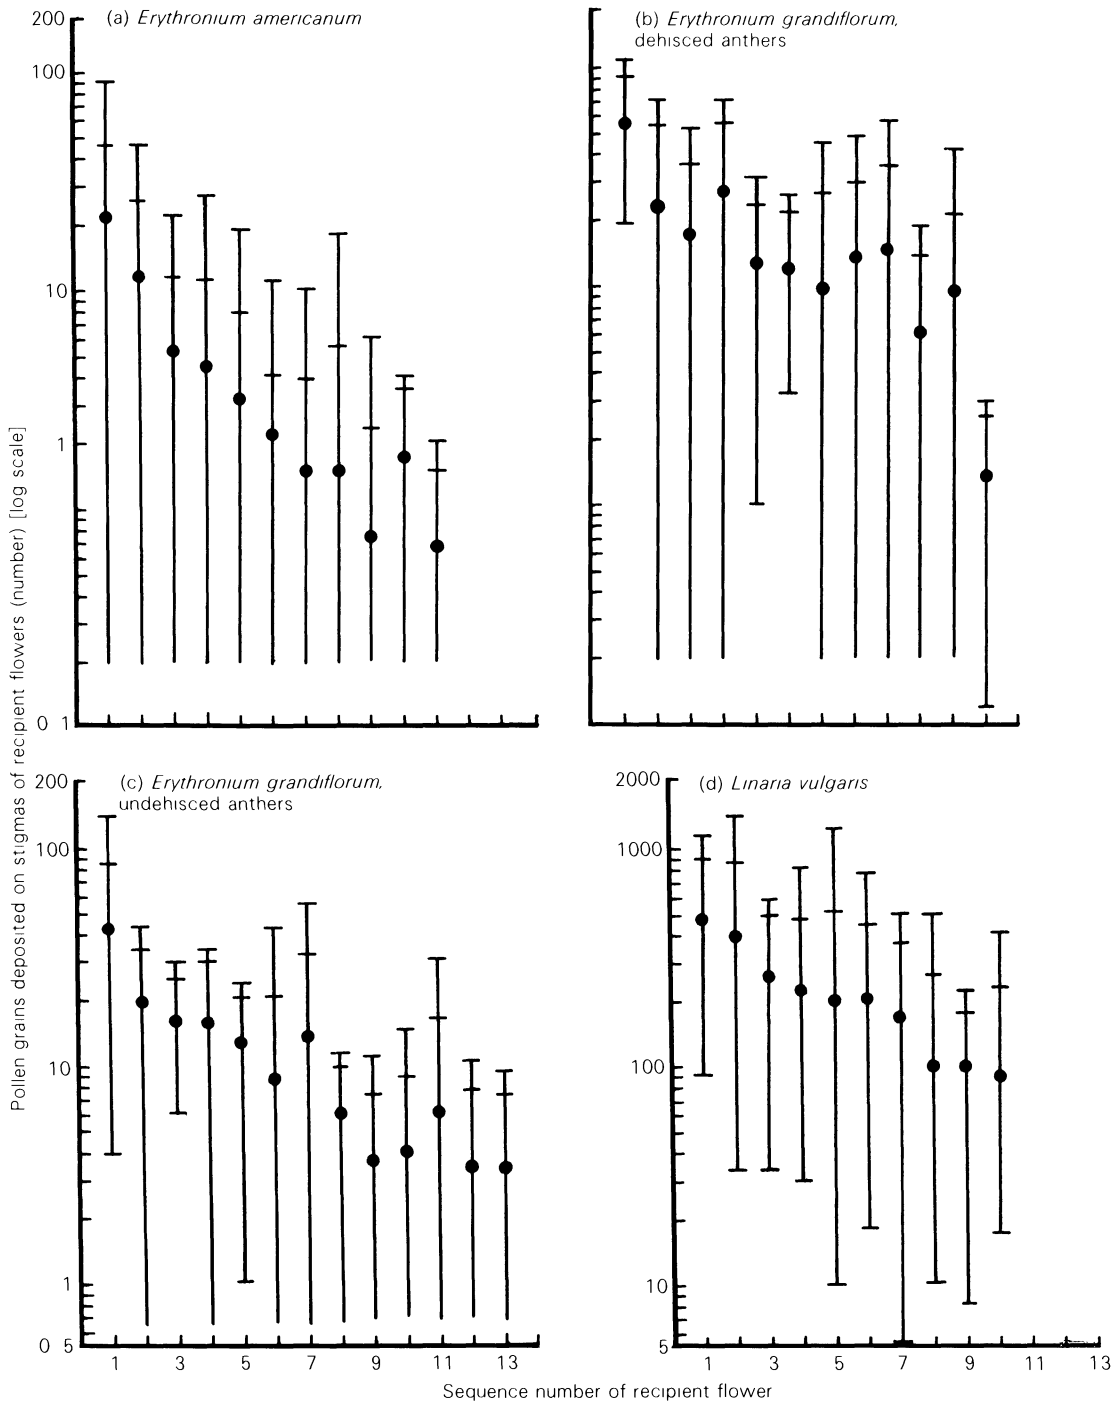 (a) Erythronium americanum
200
100
10
1
0 1
(b) Erythronium grandiflorum,
dehisced anthers
(c) Erythronium grandiflorum,
undehisced anthers
200
100
10
1
0 5
1 3 5 7 9 11 13
(d) Linaria vulgaris
2000
1000
100
10
5
1 3 5 7 9 11 13
Pollen grains deposited on stigmas of recipient flowers (number) [log scale]
Sequence number of recipient flower